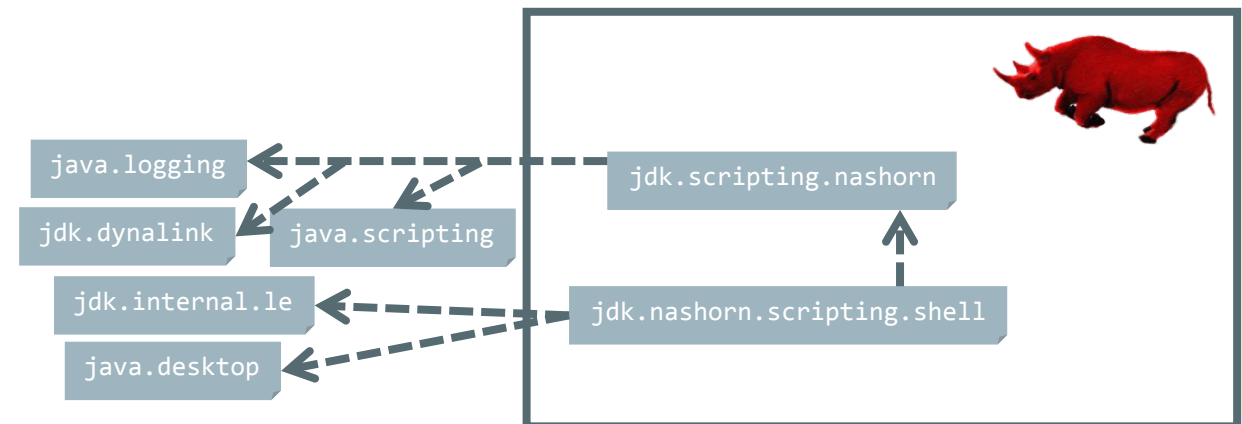 java.logging
jdk.scripting.nashorn
jdk.dynalink
java.scripting
jdk.internal.le
jdk.nashorn.scripting.shell
java.desktop